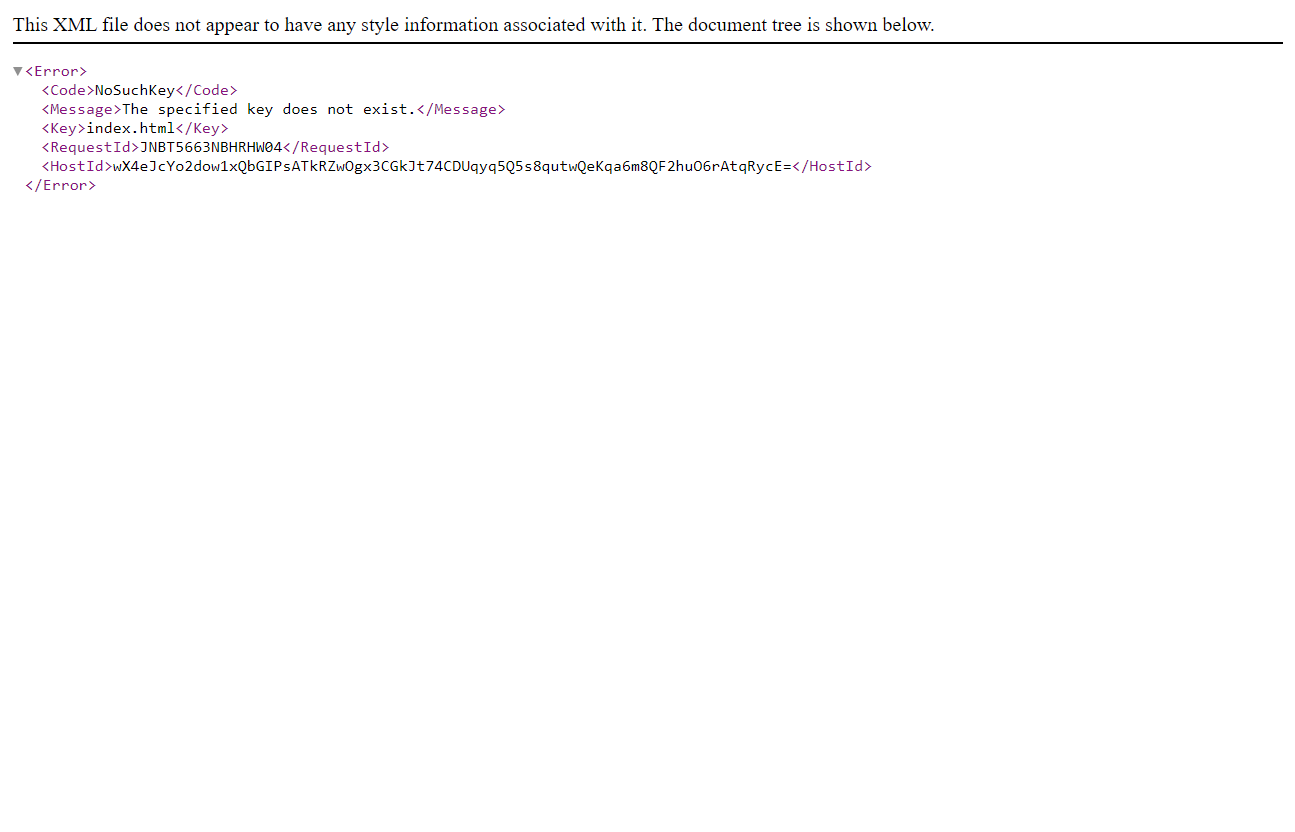 This XML file does not appear to have any style information associated with it. The document tree is shown below.
▼<Error>
<Code>NoSuchKey</Code>
<Message>The specified key does not exist.</Message>
<Key>index.html</Key>
<RequestId>JNBT5663NBHRHW04</RequestId>
<HostId>wX4eJcYo2dow1xQbGIPsATkRZwOgx3CGkJt74CDUqyq5Q5s8qutwQeKqa6m8QF2huO6rAtqRycE=</HostId>
</Error>